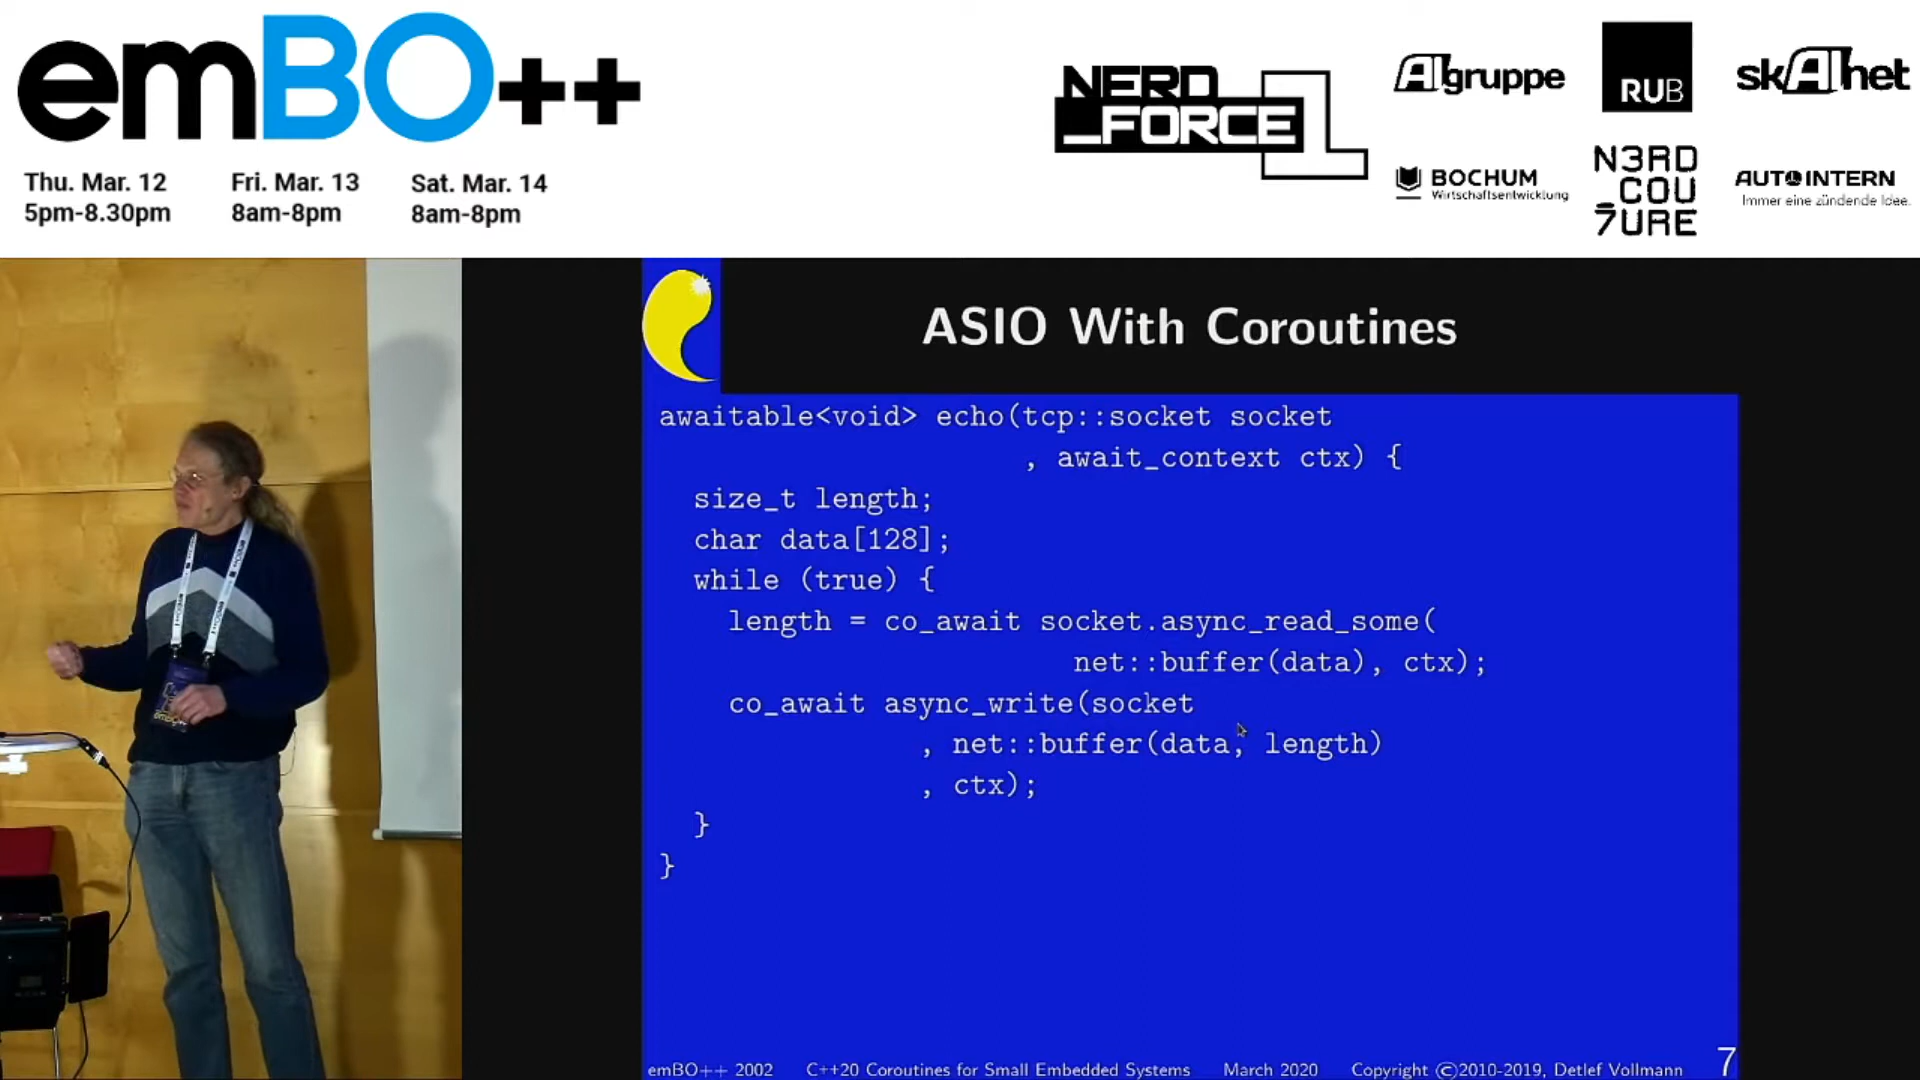 emBO++
Thu. Mar. 12
5pm-8.30pm
Fri. Mar. 13
8am-8pm
Sat. Mar. 14
8am-8pm
NERD
_FORCE
1
AIgruppe
RUB
skAInet
BOCHUM
Wirtschaftsentwicklung
N3RD
_COU
7URE
AUTOINTERN
Immer eine zündende Idee.
ASIO With Coroutines
awaitable<void> echo(tcp::socket socket
, await_context ctx) {
size_t length;
char data[128];
while (true) {
length = co_await socket.async_read_some(
net::buffer(data), ctx);
co_await async_write(socket
, net::buffer(data, length)
, ctx);
}
}
emBO++ 2002 C++20 Coroutines for Small Embedded Systems March 2020 Copyright ©2010-2019, Detlef Vollmann 7